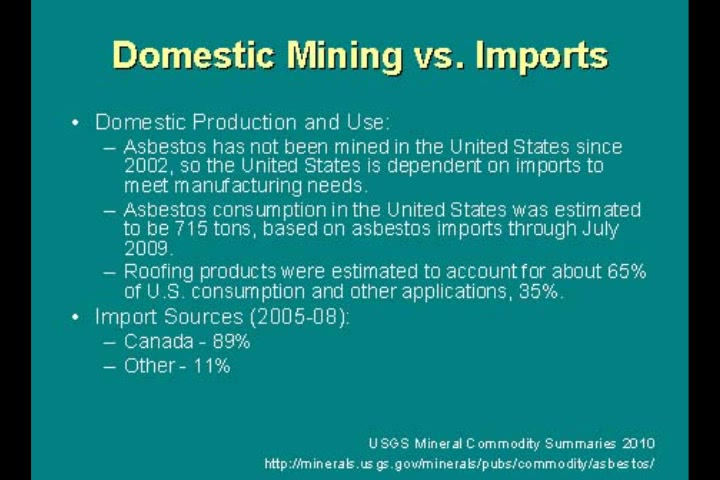 Domestic Mining vs. Imports
• Domestic Production and Use:
– Asbestos has not been mined in the United States since
2002, so the United States is dependent on imports to
meet manufacturing needs.
– Asbestos consumption in the United States was estimated
to be 715 tons, based on asbestos imports through July
2009.
– Roofing products were estimated to account for about 65%
of U.S. consumption and other applications, 35%.
• Import Sources (2005-08):
– Canada - 89%
– Other - 11%
USGS Mineral Commodity Summaries 2010
http://minerals.usgs.gov/minerals/pubs/commodity/asbestos/